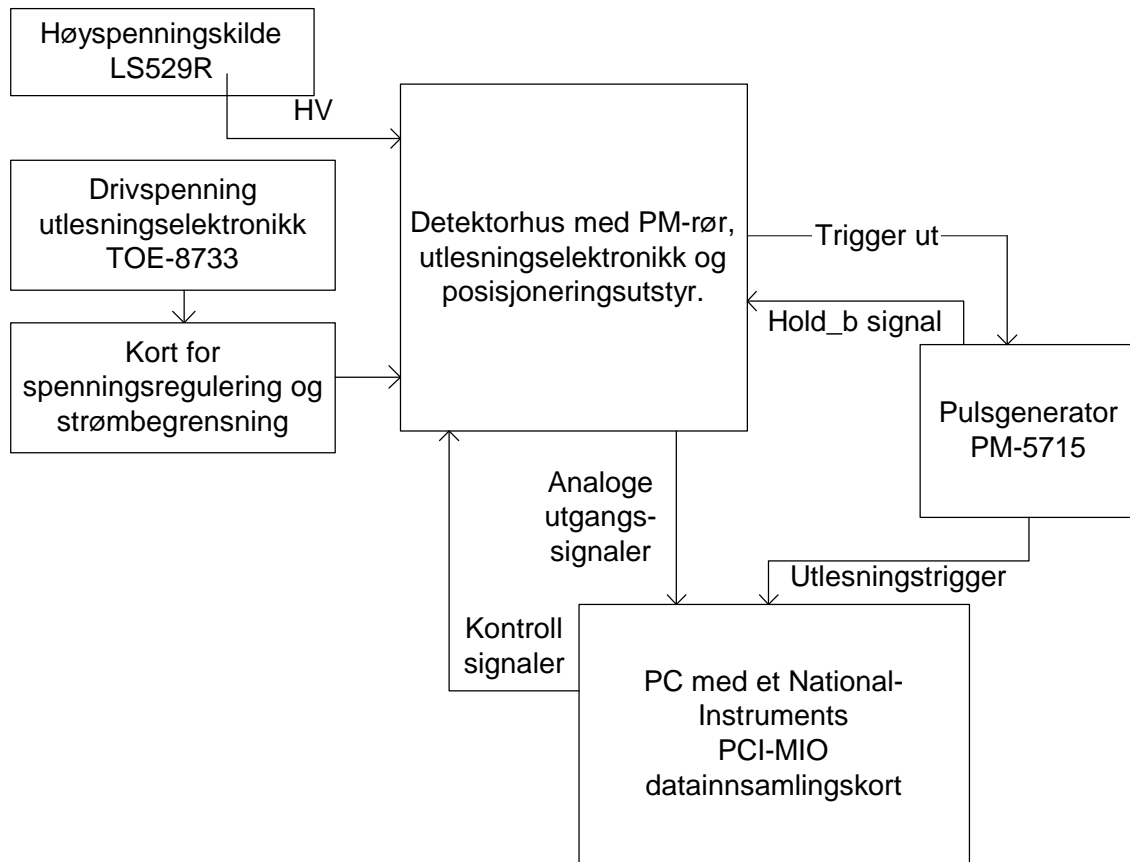 Høyspenningskilde
LS529R
HV
Drivspenning
utlesningselektronikk
TOE-8733
Kort for
spenningsregulering og
strømbegrensning
Detektorhus med PM-rør,
utlesningselektronikk og
posisjoneringsutstyr.
Trigger ut
Hold_b signal
Pulsgenerator
PM-5715
Analoge
utgangs-
signaler
Utlesningstrigger
Kontroll
signaler
PC med et National-
Instruments
PCI-MIO
datainnsamlingskort